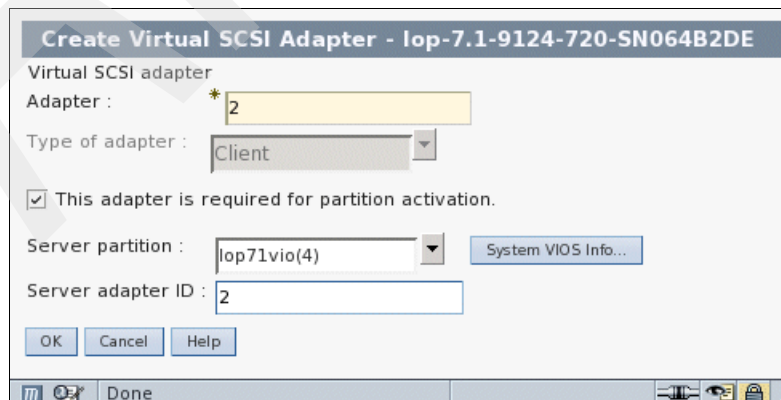 Create Virtual SCSI Adapter - lop-7.1-9124-720-SN064B2DE
Virtual SCSI adapter
Adapter : * 2
Type of adapter : Client
This adapter is required for partition activation.
Server partition : lop71vio(4) System VIOS Info...
Server adapter ID : 2
OK Cancel Help
Done